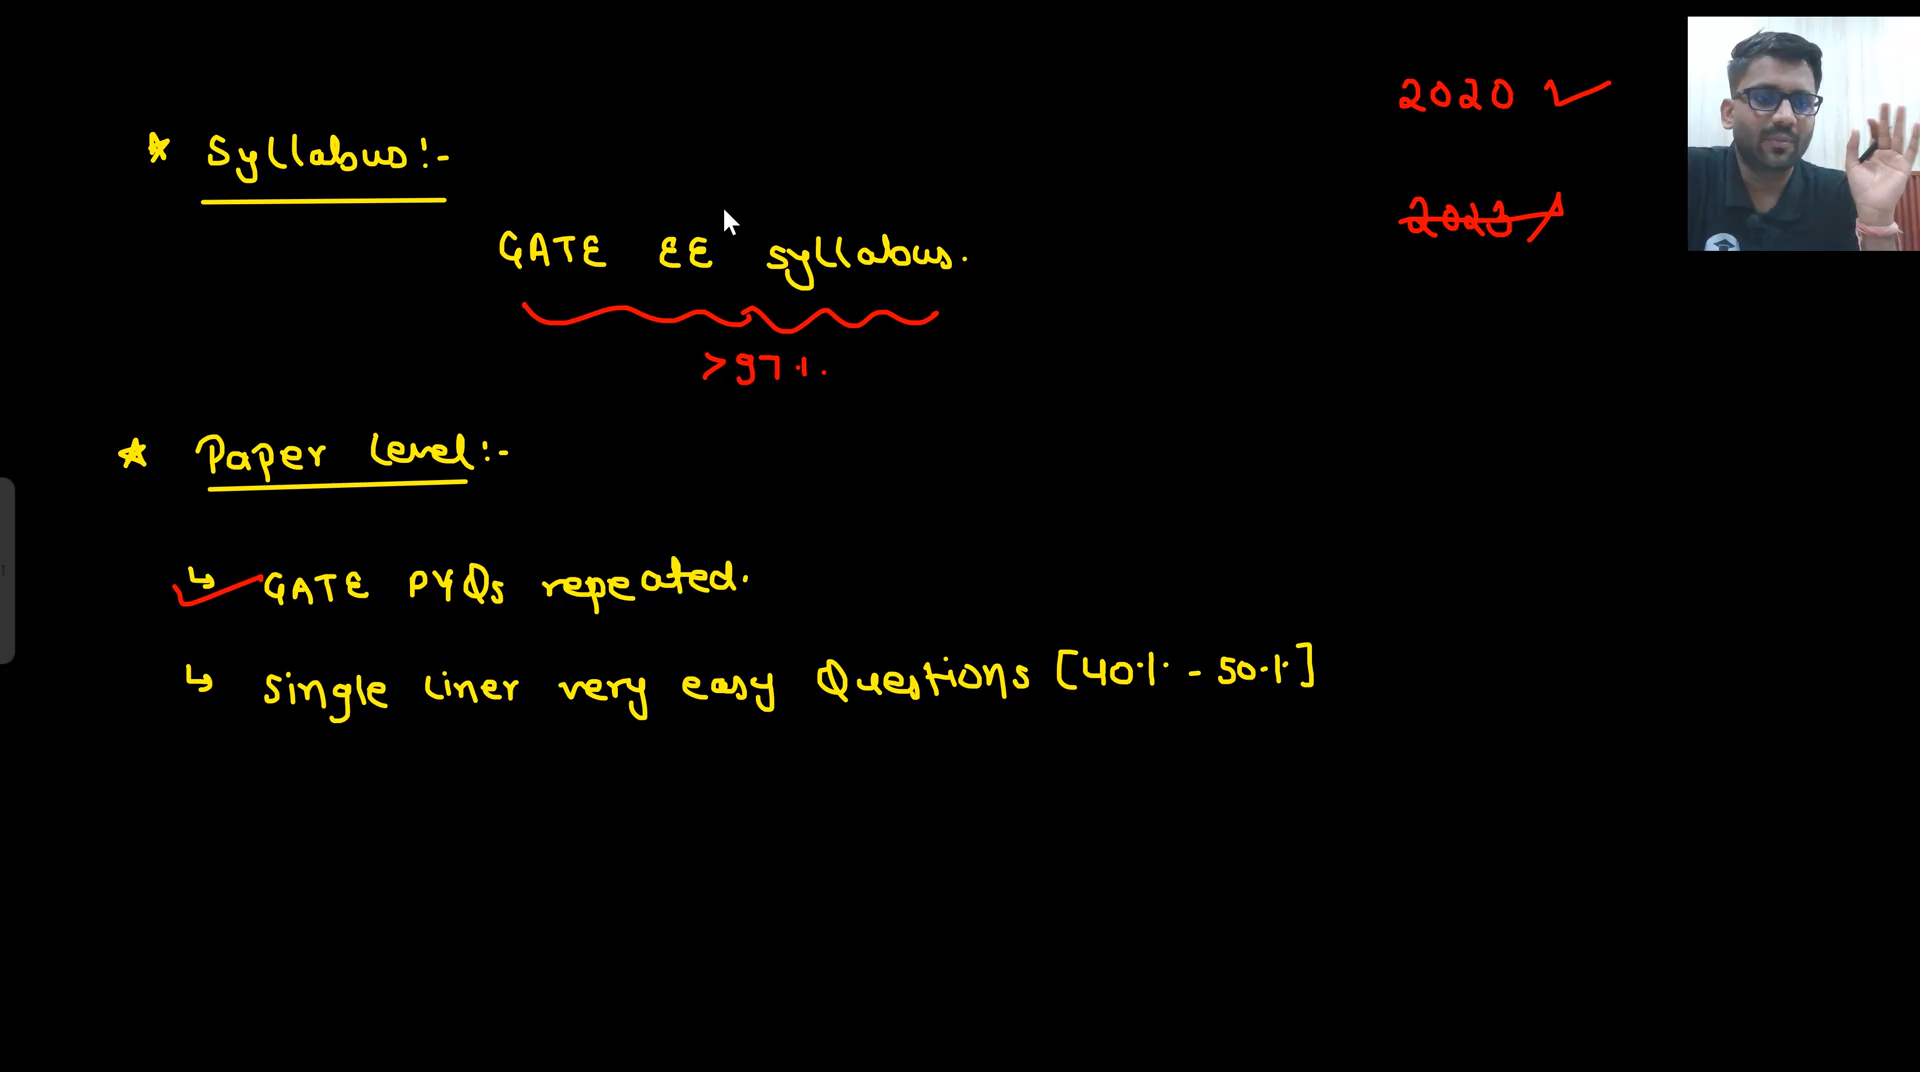 2020
* Syllabus:-
2023
GATE EE syllabus.
>97%.
* Paper Level:-
↳ GATE PYQs repeated.
↳ Single Liner very easy Questions [40% - 50%]